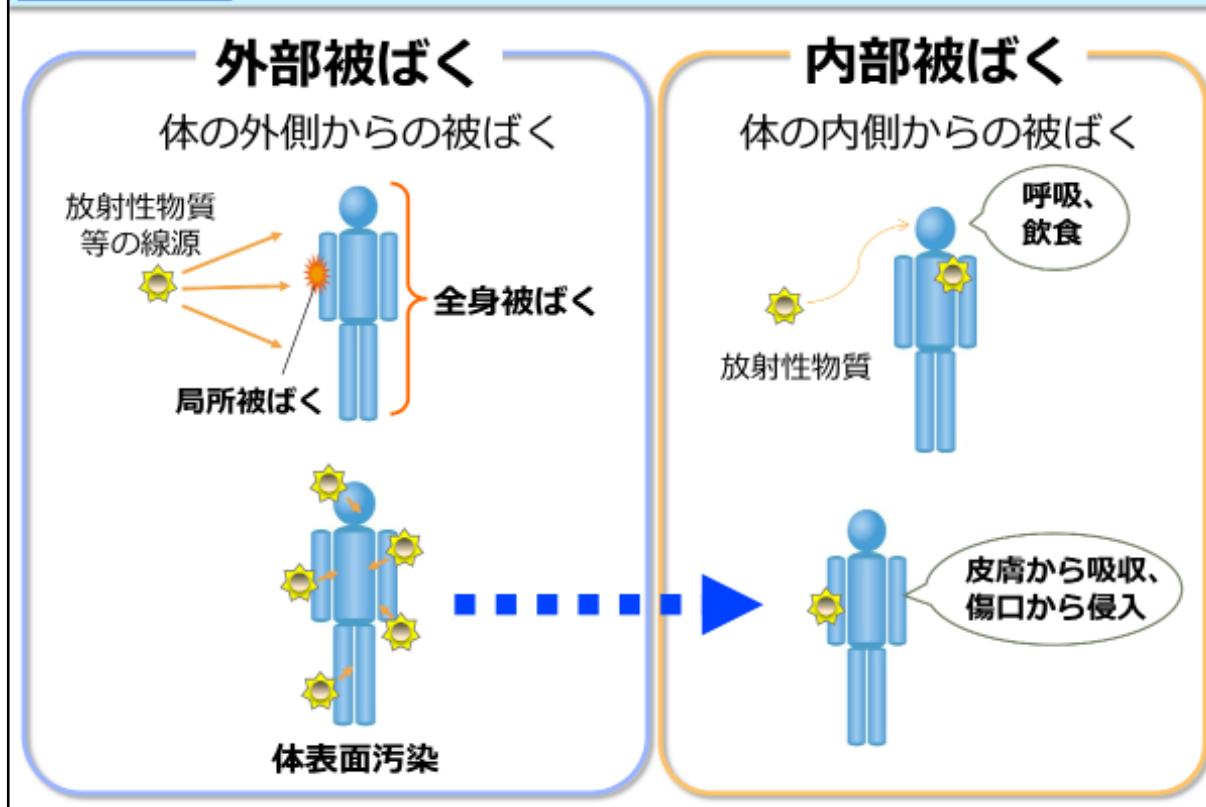 外部被ばく
体の外側からの被ばく
放射性物質
等の線源
全身被ばく
局所被ばく
体表面汚染
内部被ばく
体の内側からの被ばく
呼吸、
飲食
放射性物質
皮膚から吸収、
傷口から侵入